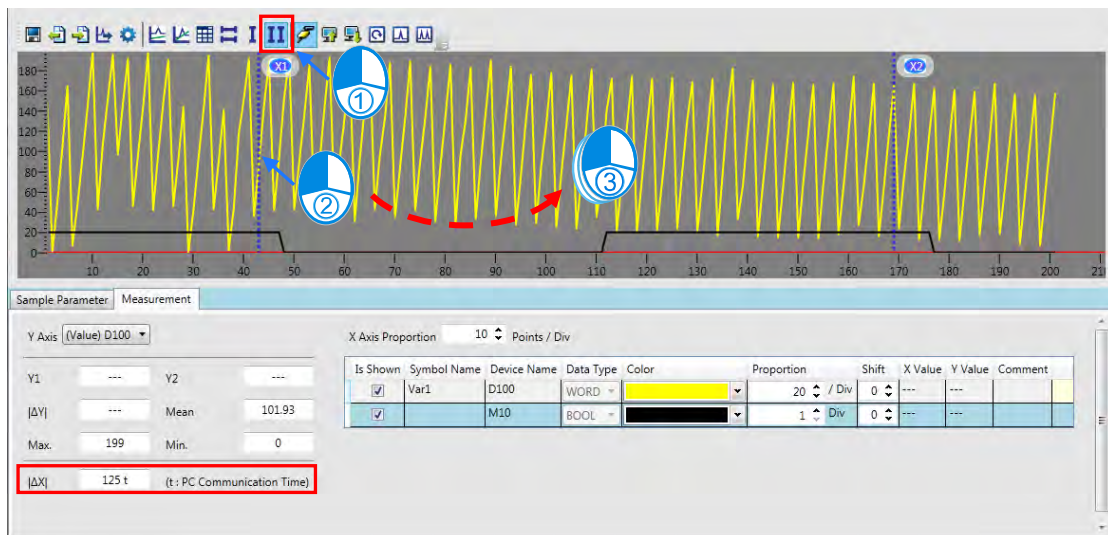 X1 X2
180
160
140
120
100
80
60
40
20
0
①
②
③
10 20 30 40 50 60 70 80 90 100 110 120 130 140 150 160 170 180 190 200 21
Sample Parameter Measurement
Y Axis (Value) D100 X Axis Proportion 10 Points / Div
Is Shown Symbol Name Device Name Data Type Color Proportion Shift X Value Y Value Comment
Var1 D100 WORD 20 / Div 0 --- ---
M10 BOOL 1 Div 0 --- ---
Y1 --- Y2 ---
|ΔY| --- Mean 101.93
Max. 199 Min. 0
|ΔX| 125 t (t : PC Communication Time)